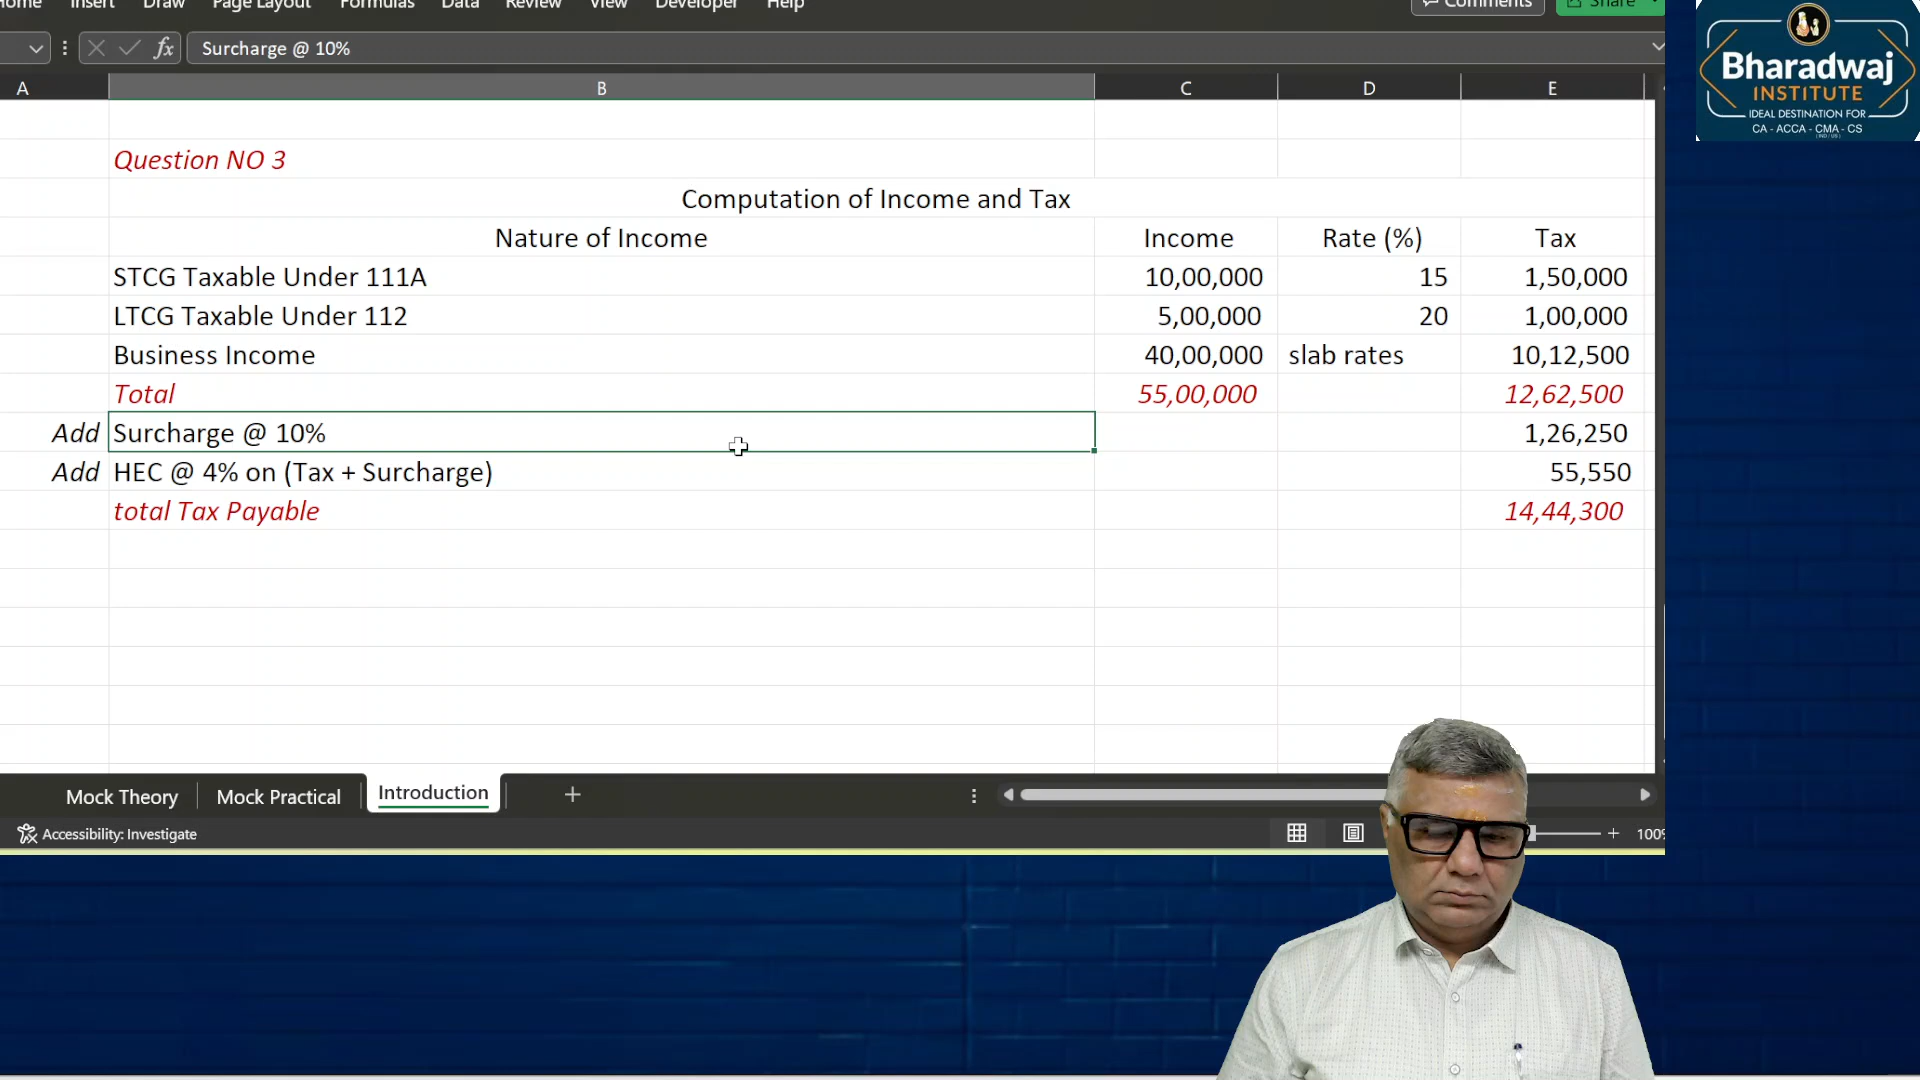 Home Insert Draw Page Layout Formulas Data Review View Developer Help Comments Share
fx Surcharge @ 10%
A B C D E
Bharadwaj
INSTITUTE
IDEAL DESTINATION FOR
CA - ACCA - CMA - CS
Question NO 3
Computation of Income and Tax
Nature of Income Income Rate (%) Tax
STCG Taxable Under 111A 10,00,000 15 1,50,000
LTCG Taxable Under 112 5,00,000 20 1,00,000
Business Income 40,00,000 slab rates 10,12,500
Total 55,00,000 12,62,500
Add Surcharge @ 10% 1,26,250
Add HEC @ 4% on (Tax + Surcharge) 55,550
total Tax Payable 14,44,300
Mock Theory Mock Practical Introduction
Accessibility: Investigate 100%